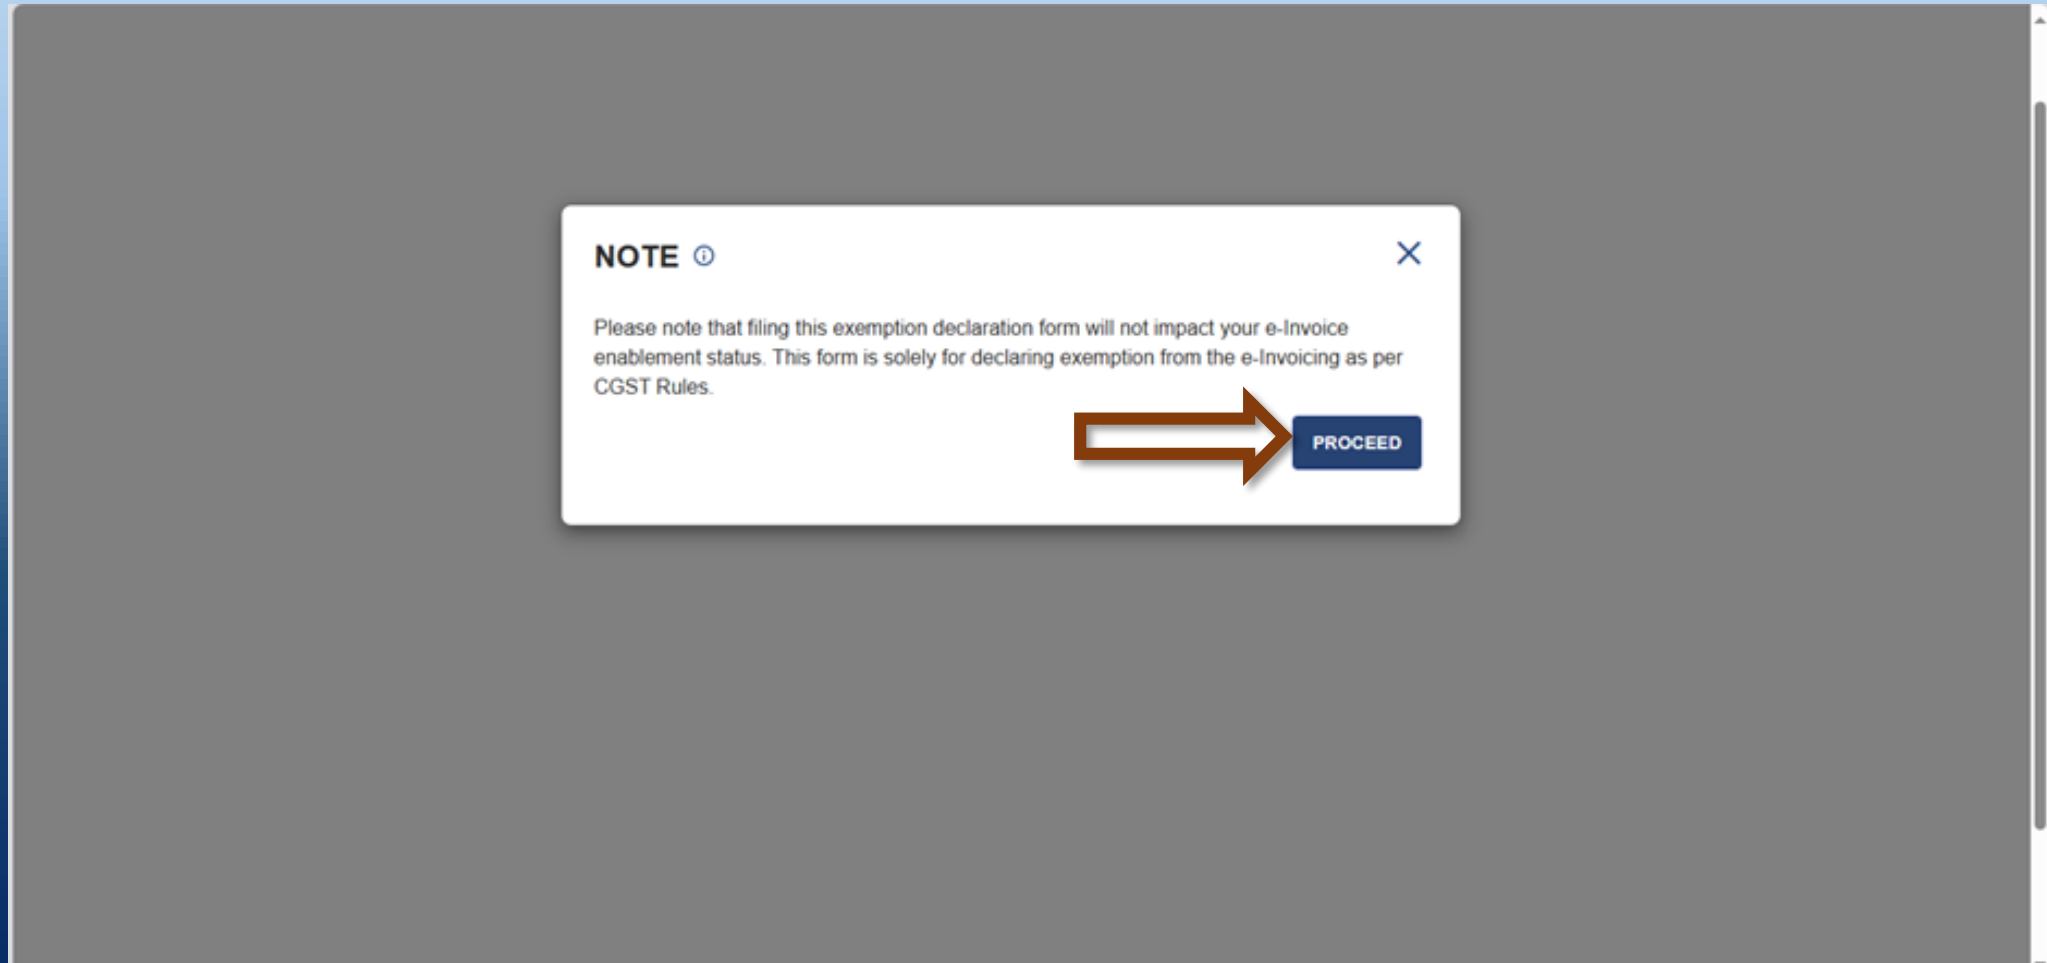 NOTE
Please note that filing this exemption declaration form will not impact your e-Invoice
enablement status. This form is solely for declaring exemption from the e-Invoicing as per
CGST Rules.
PROCEED